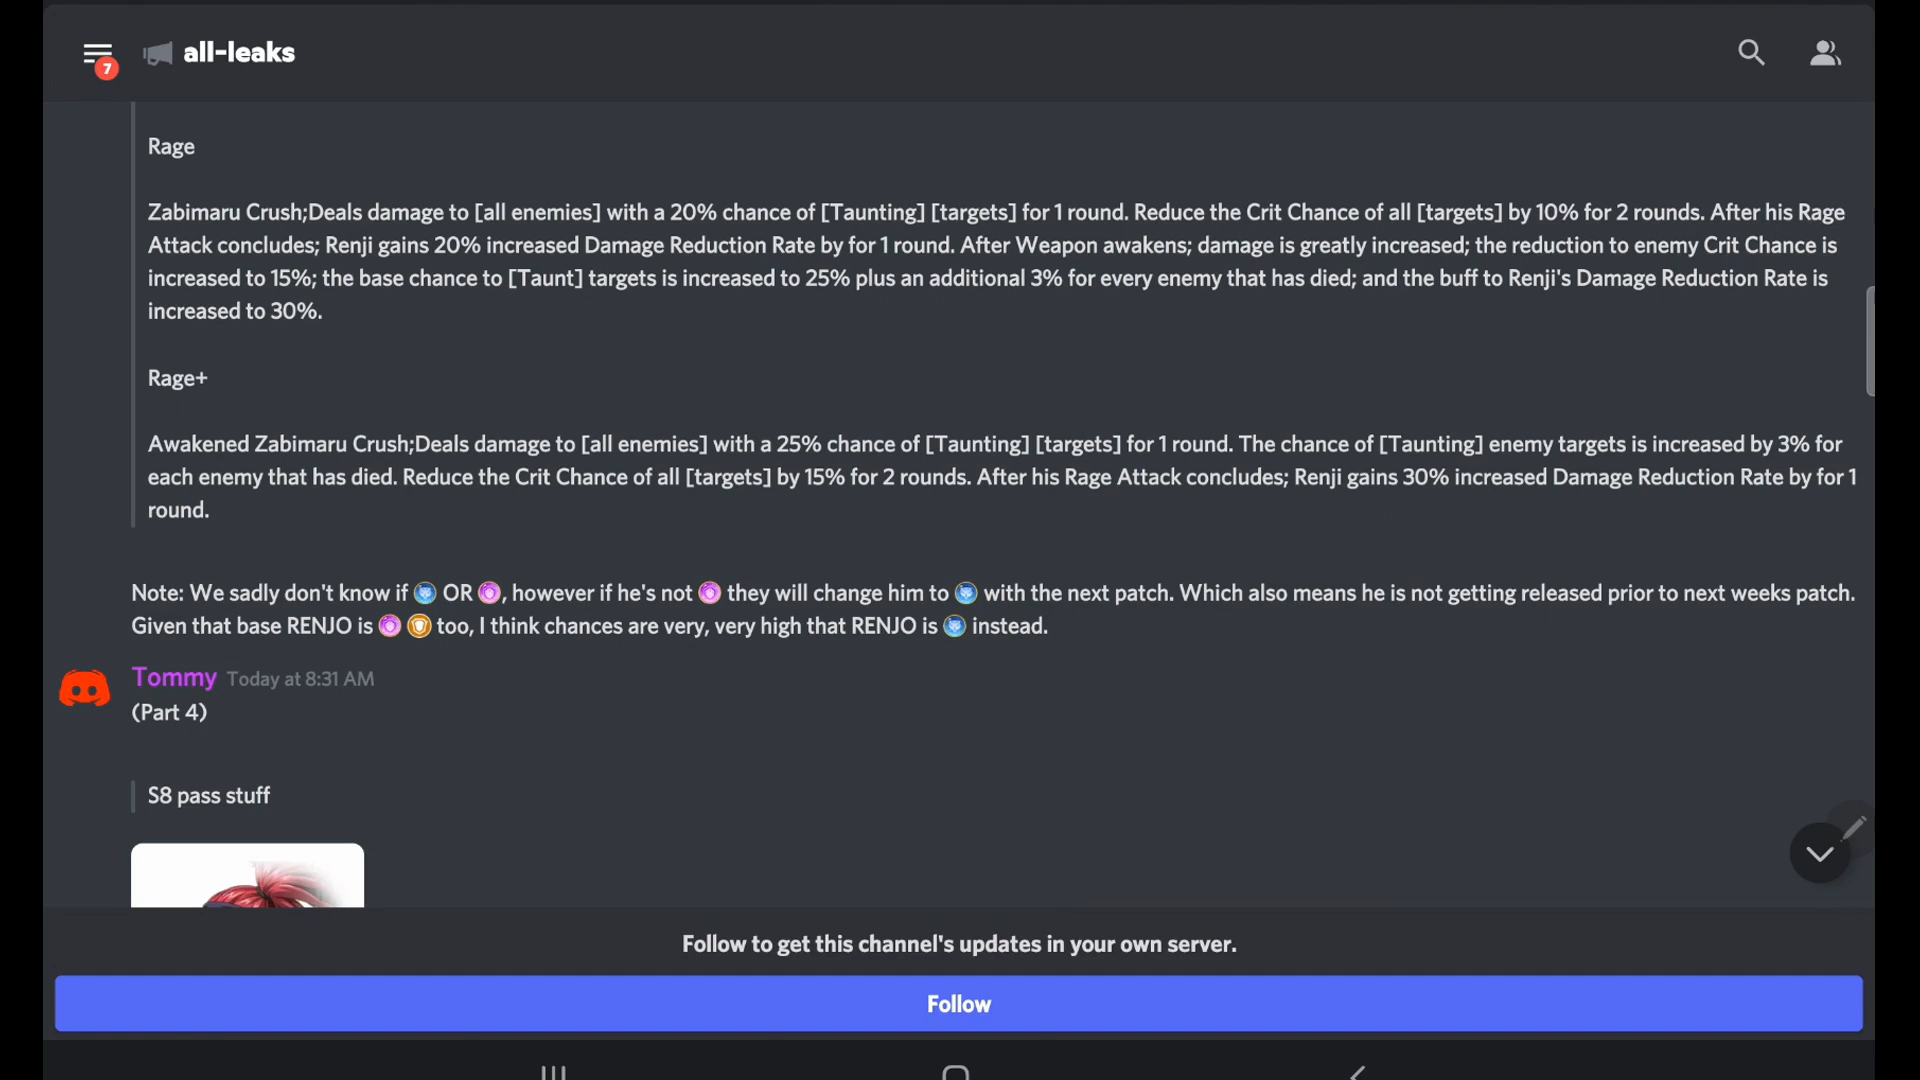 7
all-leaks
Rage
Zabimaru Crush;Deals damage to [all enemies] with a 20% chance of [Taunting] [targets] for 1 round. Reduce the Crit Chance of all [targets] by 10% for 2 rounds. After his Rage
Attack concludes; Renji gains 20% increased Damage Reduction Rate by for 1 round. After Weapon awakens; damage is greatly increased; the reduction to enemy Crit Chance is
increased to 15%; the base chance to [Taunt] targets is increased to 25% plus an additional 3% for every enemy that has died; and the buff to Renji's Damage Reduction Rate is
increased to 30%.
Rage+
Awakened Zabimaru Crush;Deals damage to [all enemies] with a 25% chance of [Taunting] [targets] for 1 round. The chance of [Taunting] enemy targets is increased by 3% for
each enemy that has died. Reduce the Crit Chance of all [targets] by 15% for 2 rounds. After his Rage Attack concludes; Renji gains 30% increased Damage Reduction Rate by for 1
round.
Note: We sadly don't know if OR , however if he's not they will change him to with the next patch. Which also means he is not getting released prior to next weeks patch.
Given that base RENJO is too, I think chances are very, very high that RENJO is instead.
Tommy Today at 8:31 AM
(Part 4)
S8 pass stuff
Follow to get this channel's updates in your own server.
Follow